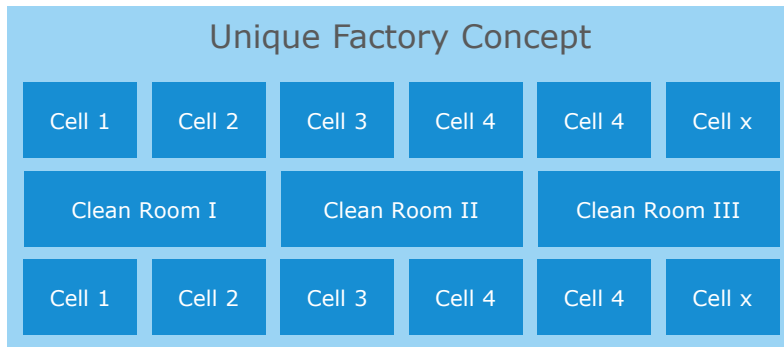 Unique Factory Concept
Cell 1 Cell 2 Cell 3 Cell 4 Cell 4 Cell x
Clean Room I Clean Room II Clean Room III
Cell 1 Cell 2 Cell 3 Cell 4 Cell 4 Cell x